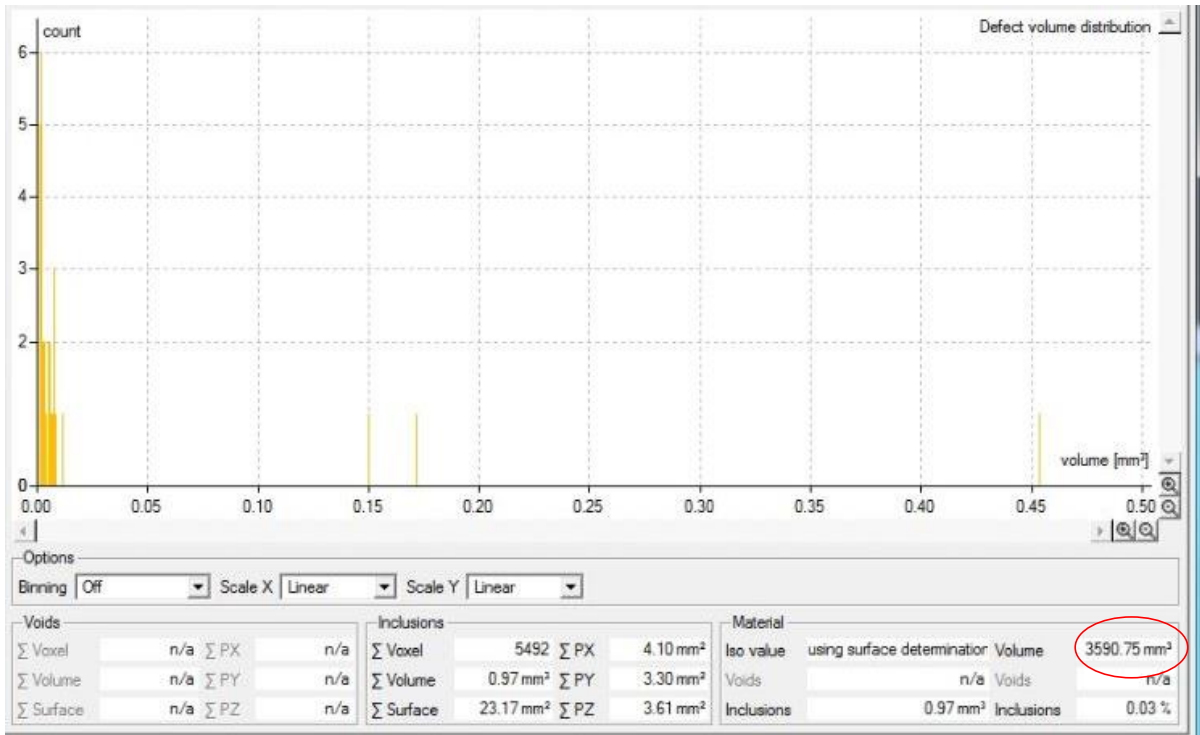 count
Defect volume distribution
6
5
4
3
2
0
volume [mm³]
0.00 0.05 0.10 0.15 0.20 0.25 0.30 0.35 0.40 0.45 0.50
Options
Binning Off Scale X Linear Scale Y Linear
Voids
∑ Voxel n/a ∑ PX n/a
∑ Volume n/a ∑ PY n/a
∑ Surface n/a ∑ PZ n/a
Inclusions
∑ Voxel 5492 ∑ PX 4.10 mm²
∑ Volume 0.97 mm³ ∑ PY 3.30 mm²
∑ Surface 23.17 mm² ∑ PZ 3.61 mm²
Material
Iso value using surface determination Volume 3590.75 mm³
Voids n/a Voids n/a
Inclusions 0.97 mm³ Inclusions 0.03 %